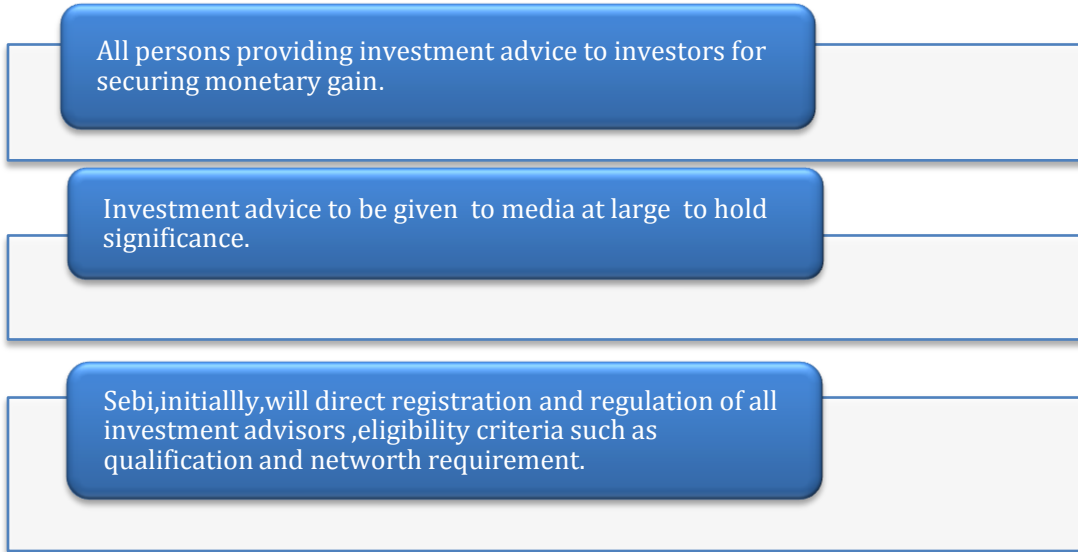 All persons providing investment advice to investors for
securing monetary gain.
Investment advice to be given  to media at large  to hold
significance.
Sebi,initiallly,will direct registration and regulation of all
investment advisors ,eligibility criteria such as
qualification and networth requirement.